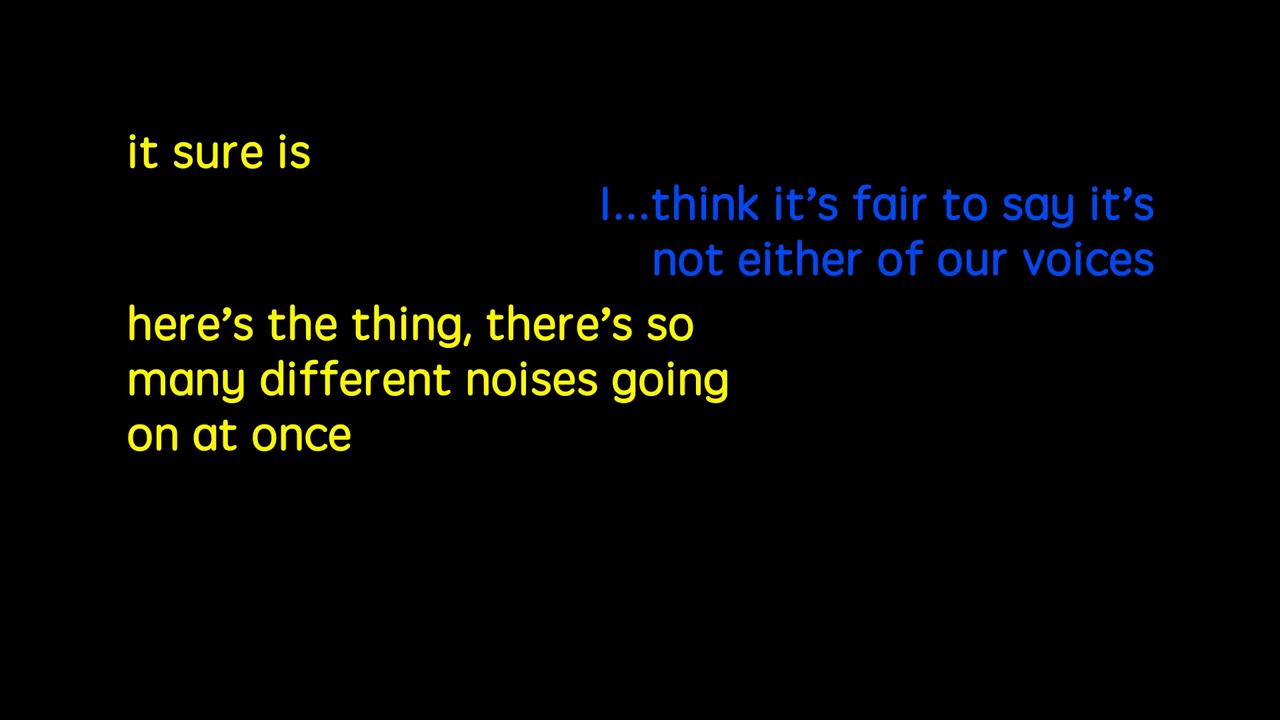 it sure is
I...think it’s fair to say it’s
not either of our voices
here’s the thing, there’s so
many different noises going
on at once